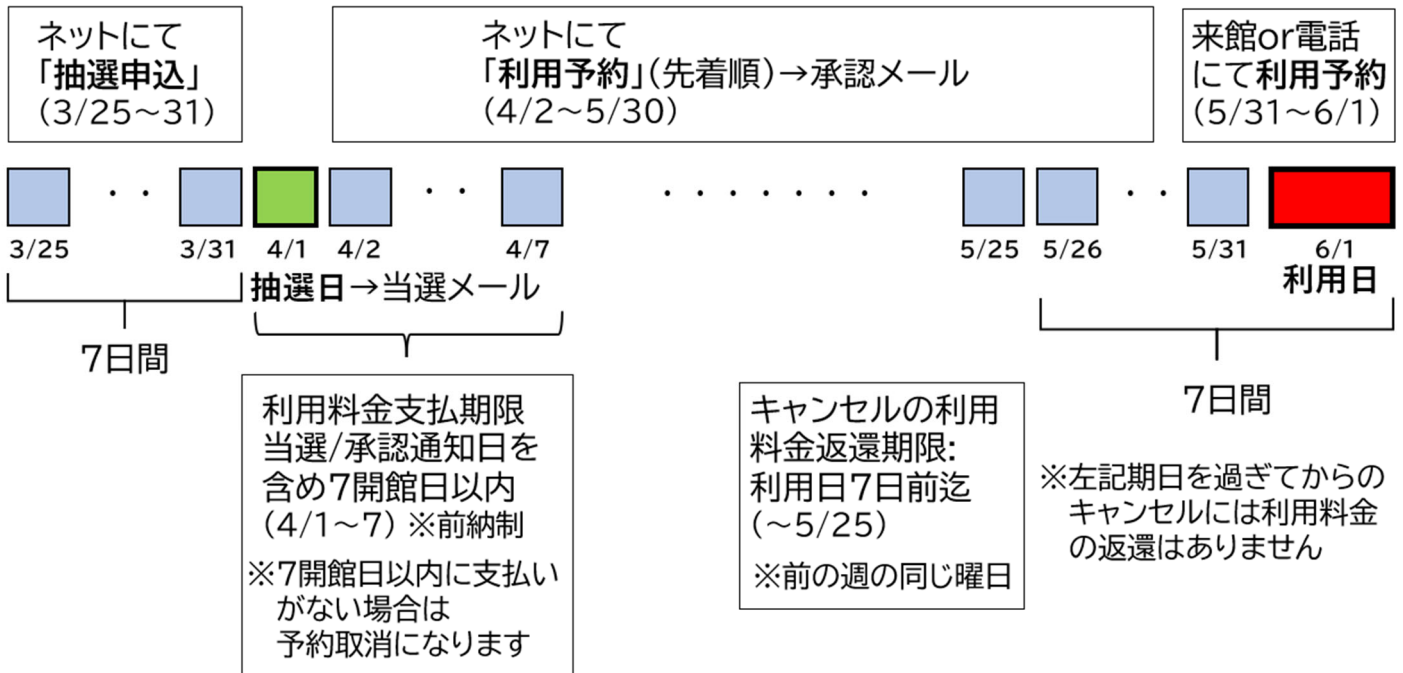 ネットにて
「抽選申込」
(3/25～31)
ネットにて
「利用予約」(先着順)→承認メール
(4/2～5/30)
来館or電話
にて利用予約
(5/31～6/1)
・・
・・
・・・・・・・
・・
3/25
3/31
4/1
4/2
4/7
5/25
5/26
5/31
6/1
抽選日→当選メール
利用日
7日間
7日間
利用料金支払期限
当選/承認通知日を
含め7開館日以内
(4/1～7) ※前納制
※7開館日以内に支払い
がない場合は
予約取消になります
キャンセルの利用
料金返還期限:
利用日7日前迄
(～5/25)
※前の週の同じ曜日
※左記期日を過ぎてからの
キャンセルには利用料金
の返還はありません